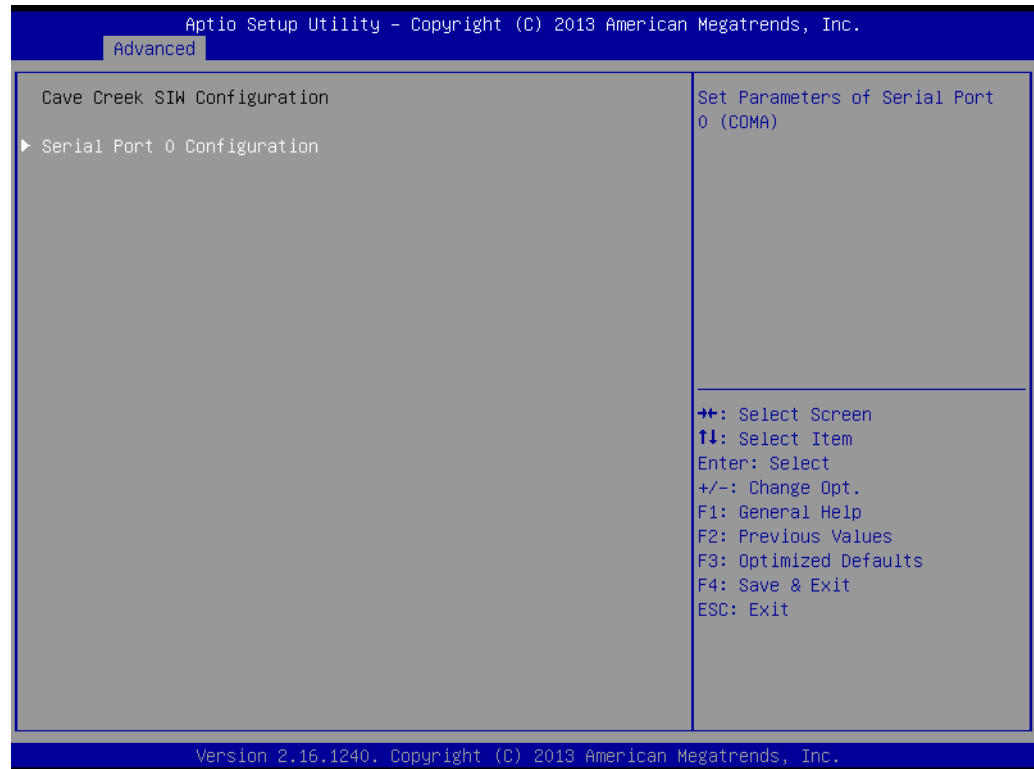 Aptio Setup Utility – Copyright (C) 2013 American Megatrends, Inc.
Advanced
Cave Creek SIW Configuration
Serial Port 0 Configuration
Set Parameters of Serial Port
0 (COMA)
→←: Select Screen
↑↓: Select Item
Enter: Select
+/-: Change Opt.
F1: General Help
F2: Previous Values
F3: Optimized Defaults
F4: Save & Exit
ESC: Exit
Version 2.16.1240. Copyright (C) 2013 American Megatrends, Inc.